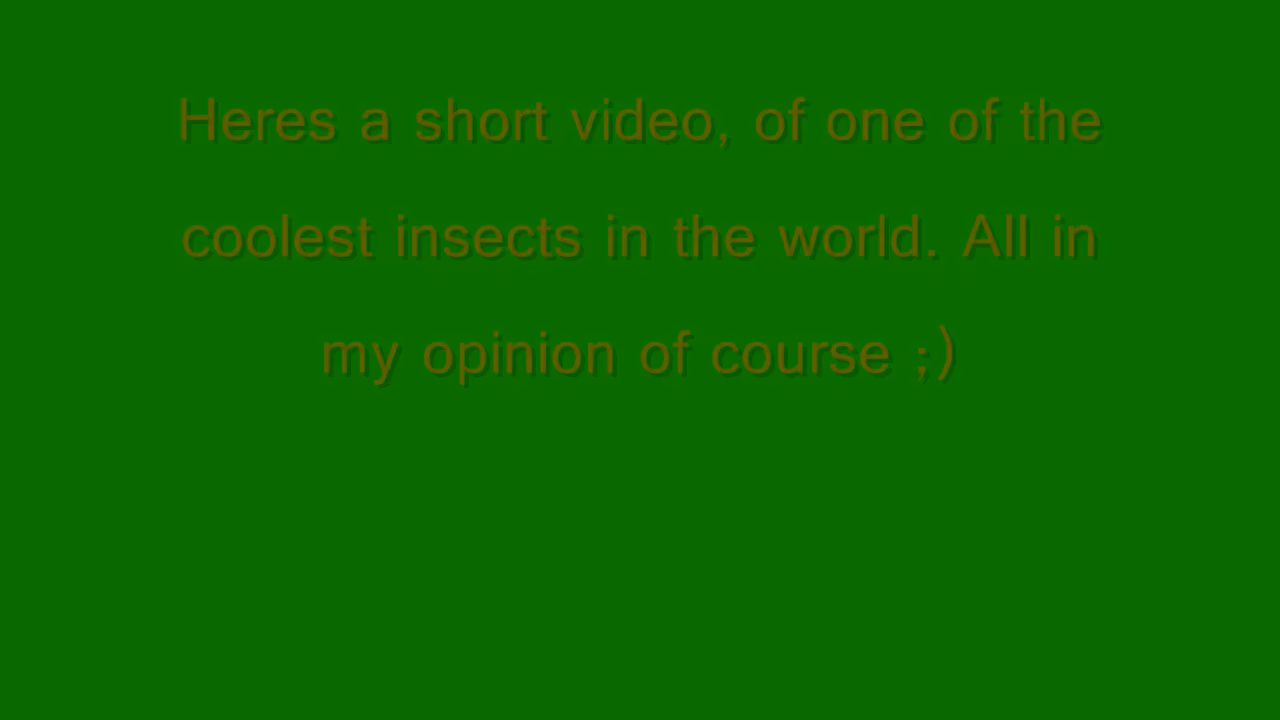 Heres a short video, of one of the
coolest insects in the world. All in
my opinion of course ;)